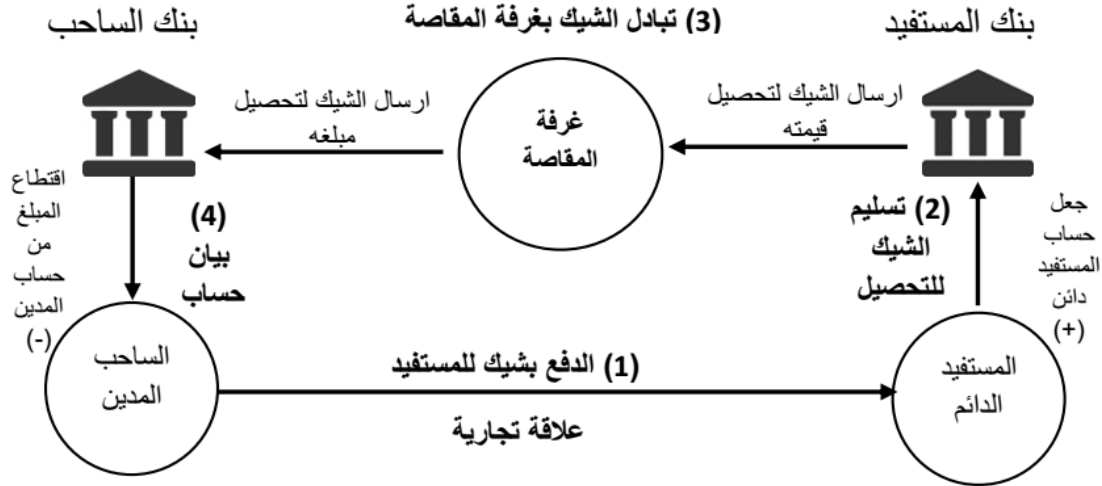 بنك المستفيد
(3) تبادل الشيك بغرفة المقاصة
بنك الساحب
ارسال الشيك لتحصيل
قيمته
غرفة
المقاصة
ارسال الشيك لتحصيل
مبلغه
جعل
حساب
المستفيد
دائن
(+)
(2) تسليم
الشيك
للتحصيل
(4)
بيان
حساب
اقتطاع
المبلغ
من
حساب
المدين
(-)
المستفيد
الدائم
(1) الدفع بشيك للمستفيد
علاقة تجارية
الساحب
المدين